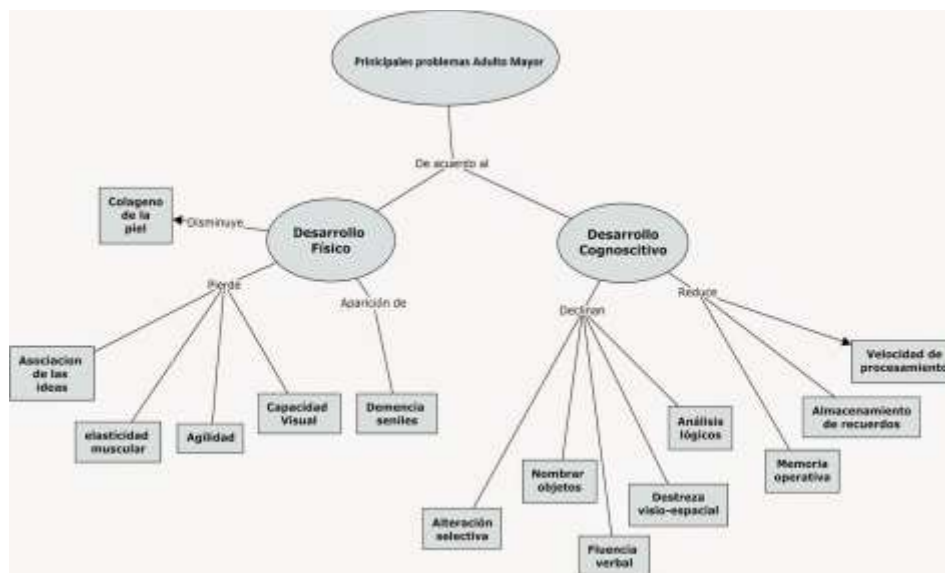 Prinicipales problemas Adulto Mayor
De acuerdo al
Colageno
de la
piel
Disminuye
Desarrollo
Físico
Desarrollo
Cognoscitivo
Pierde
Aparición de
Declinan
Reduce
Asociacion
de las
ideas
elasticidad
muscular
Agilidad
Capacidad
Visual
Demencia
seniles
Velocidad de
procesamiento
Almacenamiento
de recuerdos
Análisis
lógicos
Memoria
operativa
Nombrar
objetos
Destreza
visio-espacial
Alteración
selectiva
Fluencia
verbal